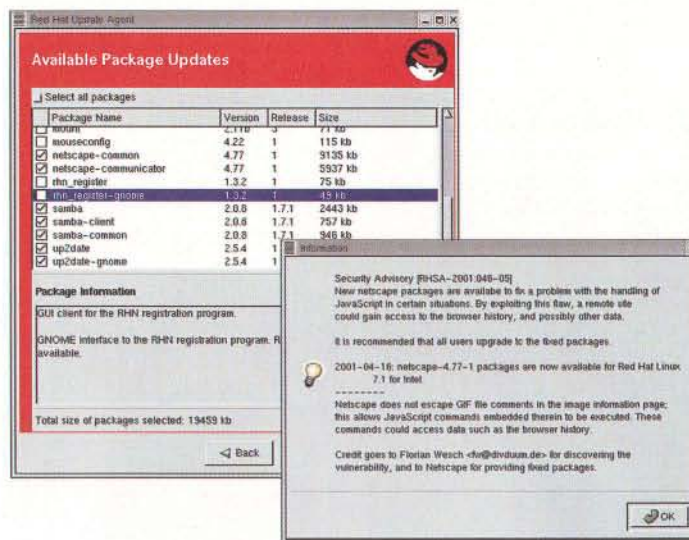 Red Hat Update Agent
Available Package Updates
Select all packages
Package Name Version Release Size
mount 2.11b 3 71 kb
mouseconfig 4.22 1 115 kb
netscape-common 4.77 1 9135 kb
netscape-communicator 4.77 1 5937 kb
rhn_register 1.3.2 1 75 kb
rhn_register-gnome 1.3.2 1 49 kb
samba 2.0.8 1.7.1 2443 kb
samba-client 2.0.8 1.7.1 757 kb
samba-common 2.0.8 1.7.1 946 kb
up2date 2.5.4 1
up2date-gnome 2.5.4 1
Package Information
GUI client for the RHN registration program.
GNOME interface to the RHN registration program. R
available.
Total size of packages selected: 19459 kb
Back
Information
Security Advisory [RHSA-2001:046-05]
New netscape packages are availabe to fix a problem with the handling of
JavaScript in certain situations. By exploiting this flaw, a remote site
could gain access to the browser history, and possibly other data.
It is recommended that all users upgrade to the fixed packages.
2001-04-16: netscape-4.77-1 packages are now available for Red Hat Linux
7.1 for Intel
--------
Netscape does not escape GIF file comments in the image information page;
this allows JavaScript commands embedded therein to be executed. These
commands could access data such as the browser history.
Credit goes to Florian Wesch <fw@divduum.de> for discovering the
vulnerability, and to Netscape for providing fixed packages.
OK